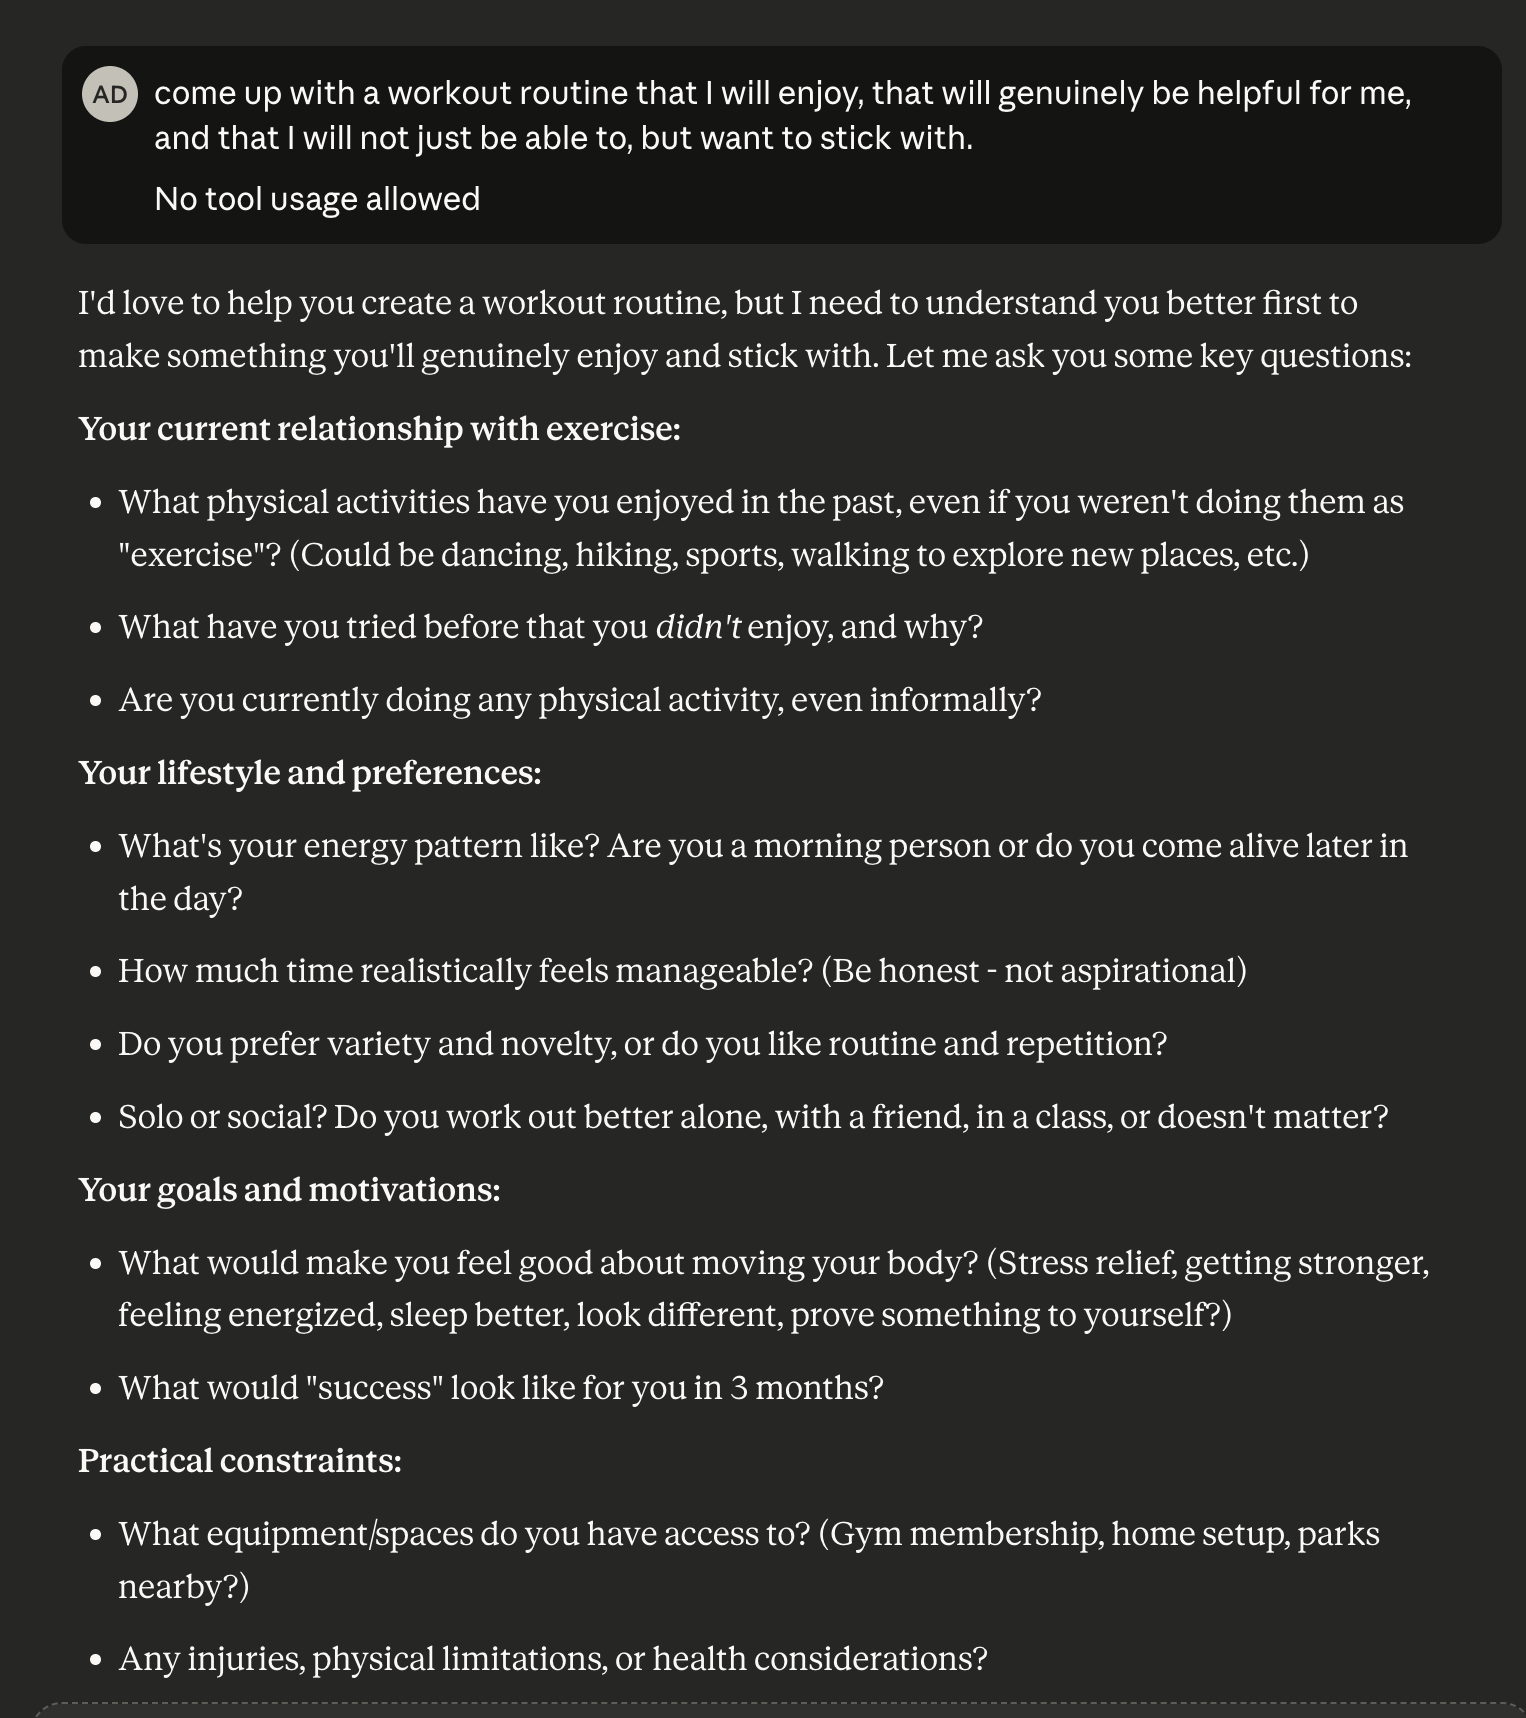 AD
come up with a workout routine that I will enjoy, that will genuinely be helpful for me,
and that I will not just be able to, but want to stick with.
No tool usage allowed
I'd love to help you create a workout routine, but I need to understand you better first to
make something you'll genuinely enjoy and stick with. Let me ask you some key questions:
Your current relationship with exercise:
• What physical activities have you enjoyed in the past, even if you weren't doing them as
"exercise"? (Could be dancing, hiking, sports, walking to explore new places, etc.)
• What have you tried before that you didn't enjoy, and why?
• Are you currently doing any physical activity, even informally?
Your lifestyle and preferences:
• What's your energy pattern like? Are you a morning person or do you come alive later in
the day?
• How much time realistically feels manageable? (Be honest - not aspirational)
• Do you prefer variety and novelty, or do you like routine and repetition?
• Solo or social? Do you work out better alone, with a friend, in a class, or doesn't matter?
Your goals and motivations:
• What would make you feel good about moving your body? (Stress relief, getting stronger,
feeling energized, sleep better, look different, prove something to yourself?)
• What would "success" look like for you in 3 months?
Practical constraints:
• What equipment/spaces do you have access to? (Gym membership, home setup, parks
nearby?)
• Any injuries, physical limitations, or health considerations?